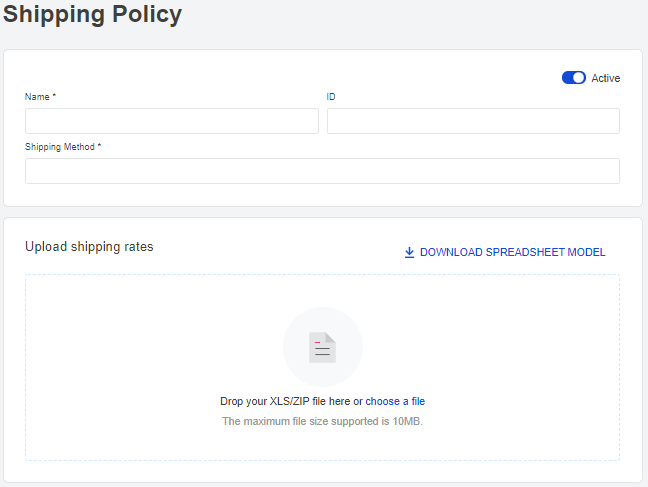 Shipping Policy
Active
Name *
ID
Shipping Method *
Upload shipping rates
DOWNLOAD SPREADSHEET MODEL
Drop your XLS/ZIP file here or choose a file
The maximum file size supported is 10MB.